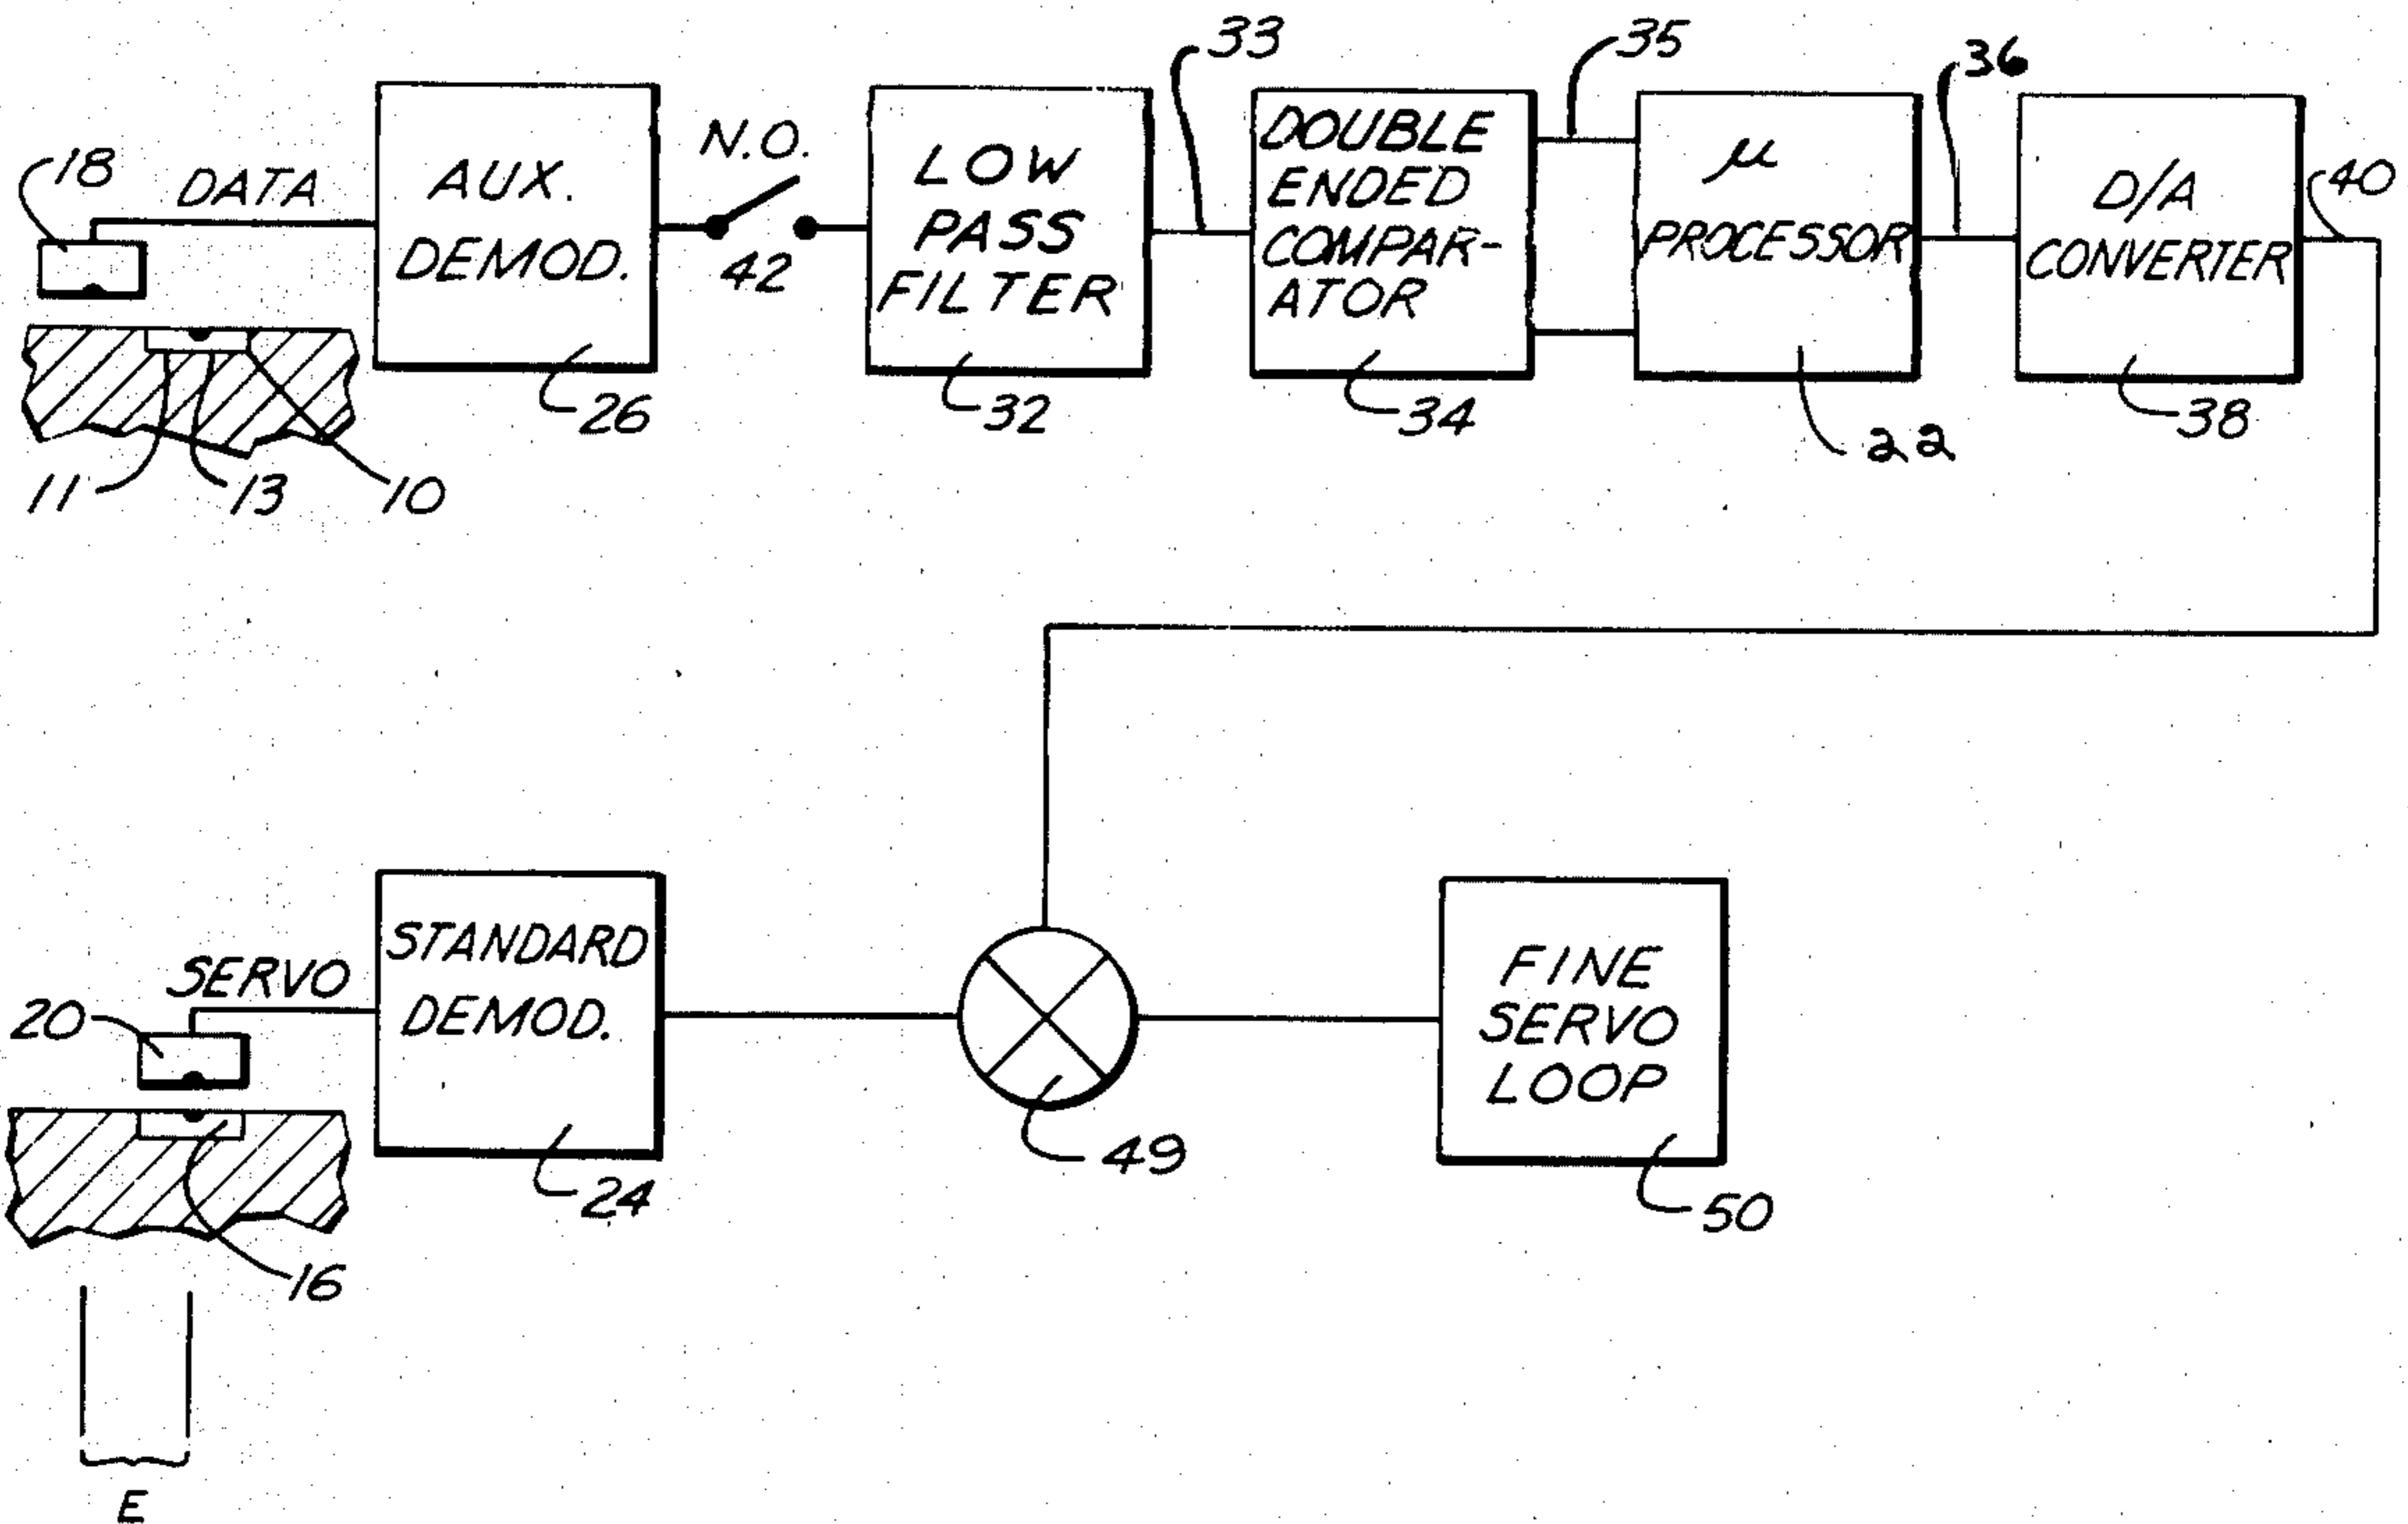 33
35
36
18
DATA
AUX.
DEMOD.
26
N.O.
42
LOW
PASS
FILTER
32
DOUBLE
ENDED
COMPAR-
ATOR
34
μ
PROCESSOR
22
D/A
CONVERTER
38
40
11
13
10
20
SERVO
STANDARD
DEMOD.
24
49
FINE
SERVO
LOOP
50
16
E